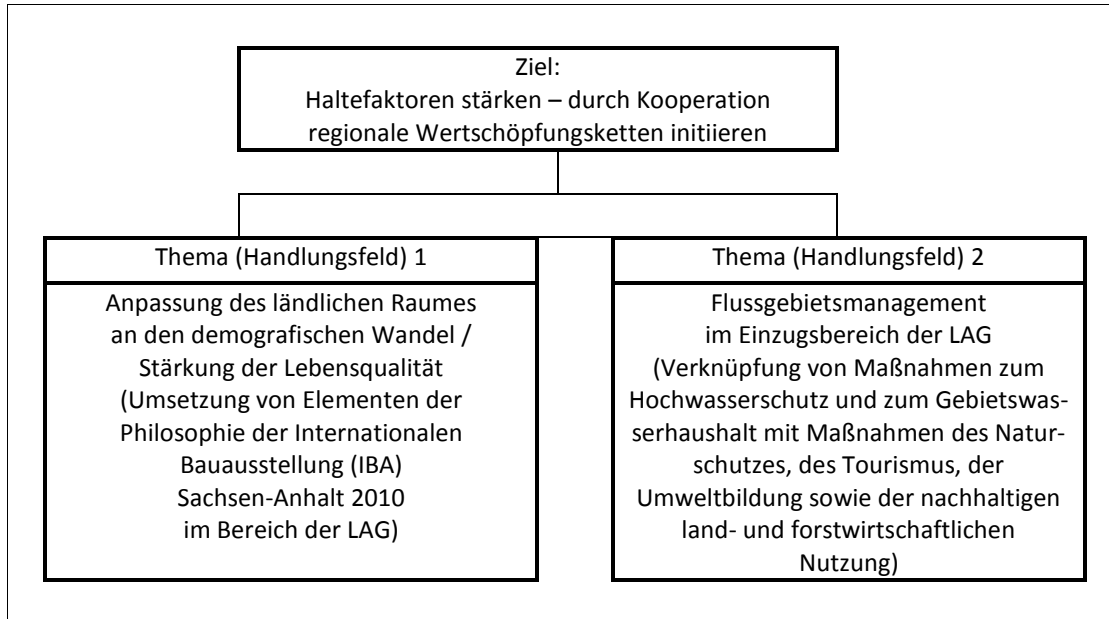 Ziel:
Haltefaktoren stärken – durch Kooperation
regionale Wertschöpfungsketten initiieren
Thema (Handlungsfeld) 1
Anpassung des ländlichen Raumes
an den demografischen Wandel /
Stärkung der Lebensqualität
(Umsetzung von Elementen der
Philosophie der Internationalen
Bauausstellung (IBA)
Sachsen-Anhalt 2010
im Bereich der LAG)
Thema (Handlungsfeld) 2
Flussgebietsmanagement
im Einzugsbereich der LAG
(Verknüpfung von Maßnahmen zum
Hochwasserschutz und zum Gebietswas-
serhaushalt mit Maßnahmen des Natur-
schutzes, des Tourismus, der
Umweltbildung sowie der nachhaltigen
land- und forstwirtschaftlichen
Nutzung)